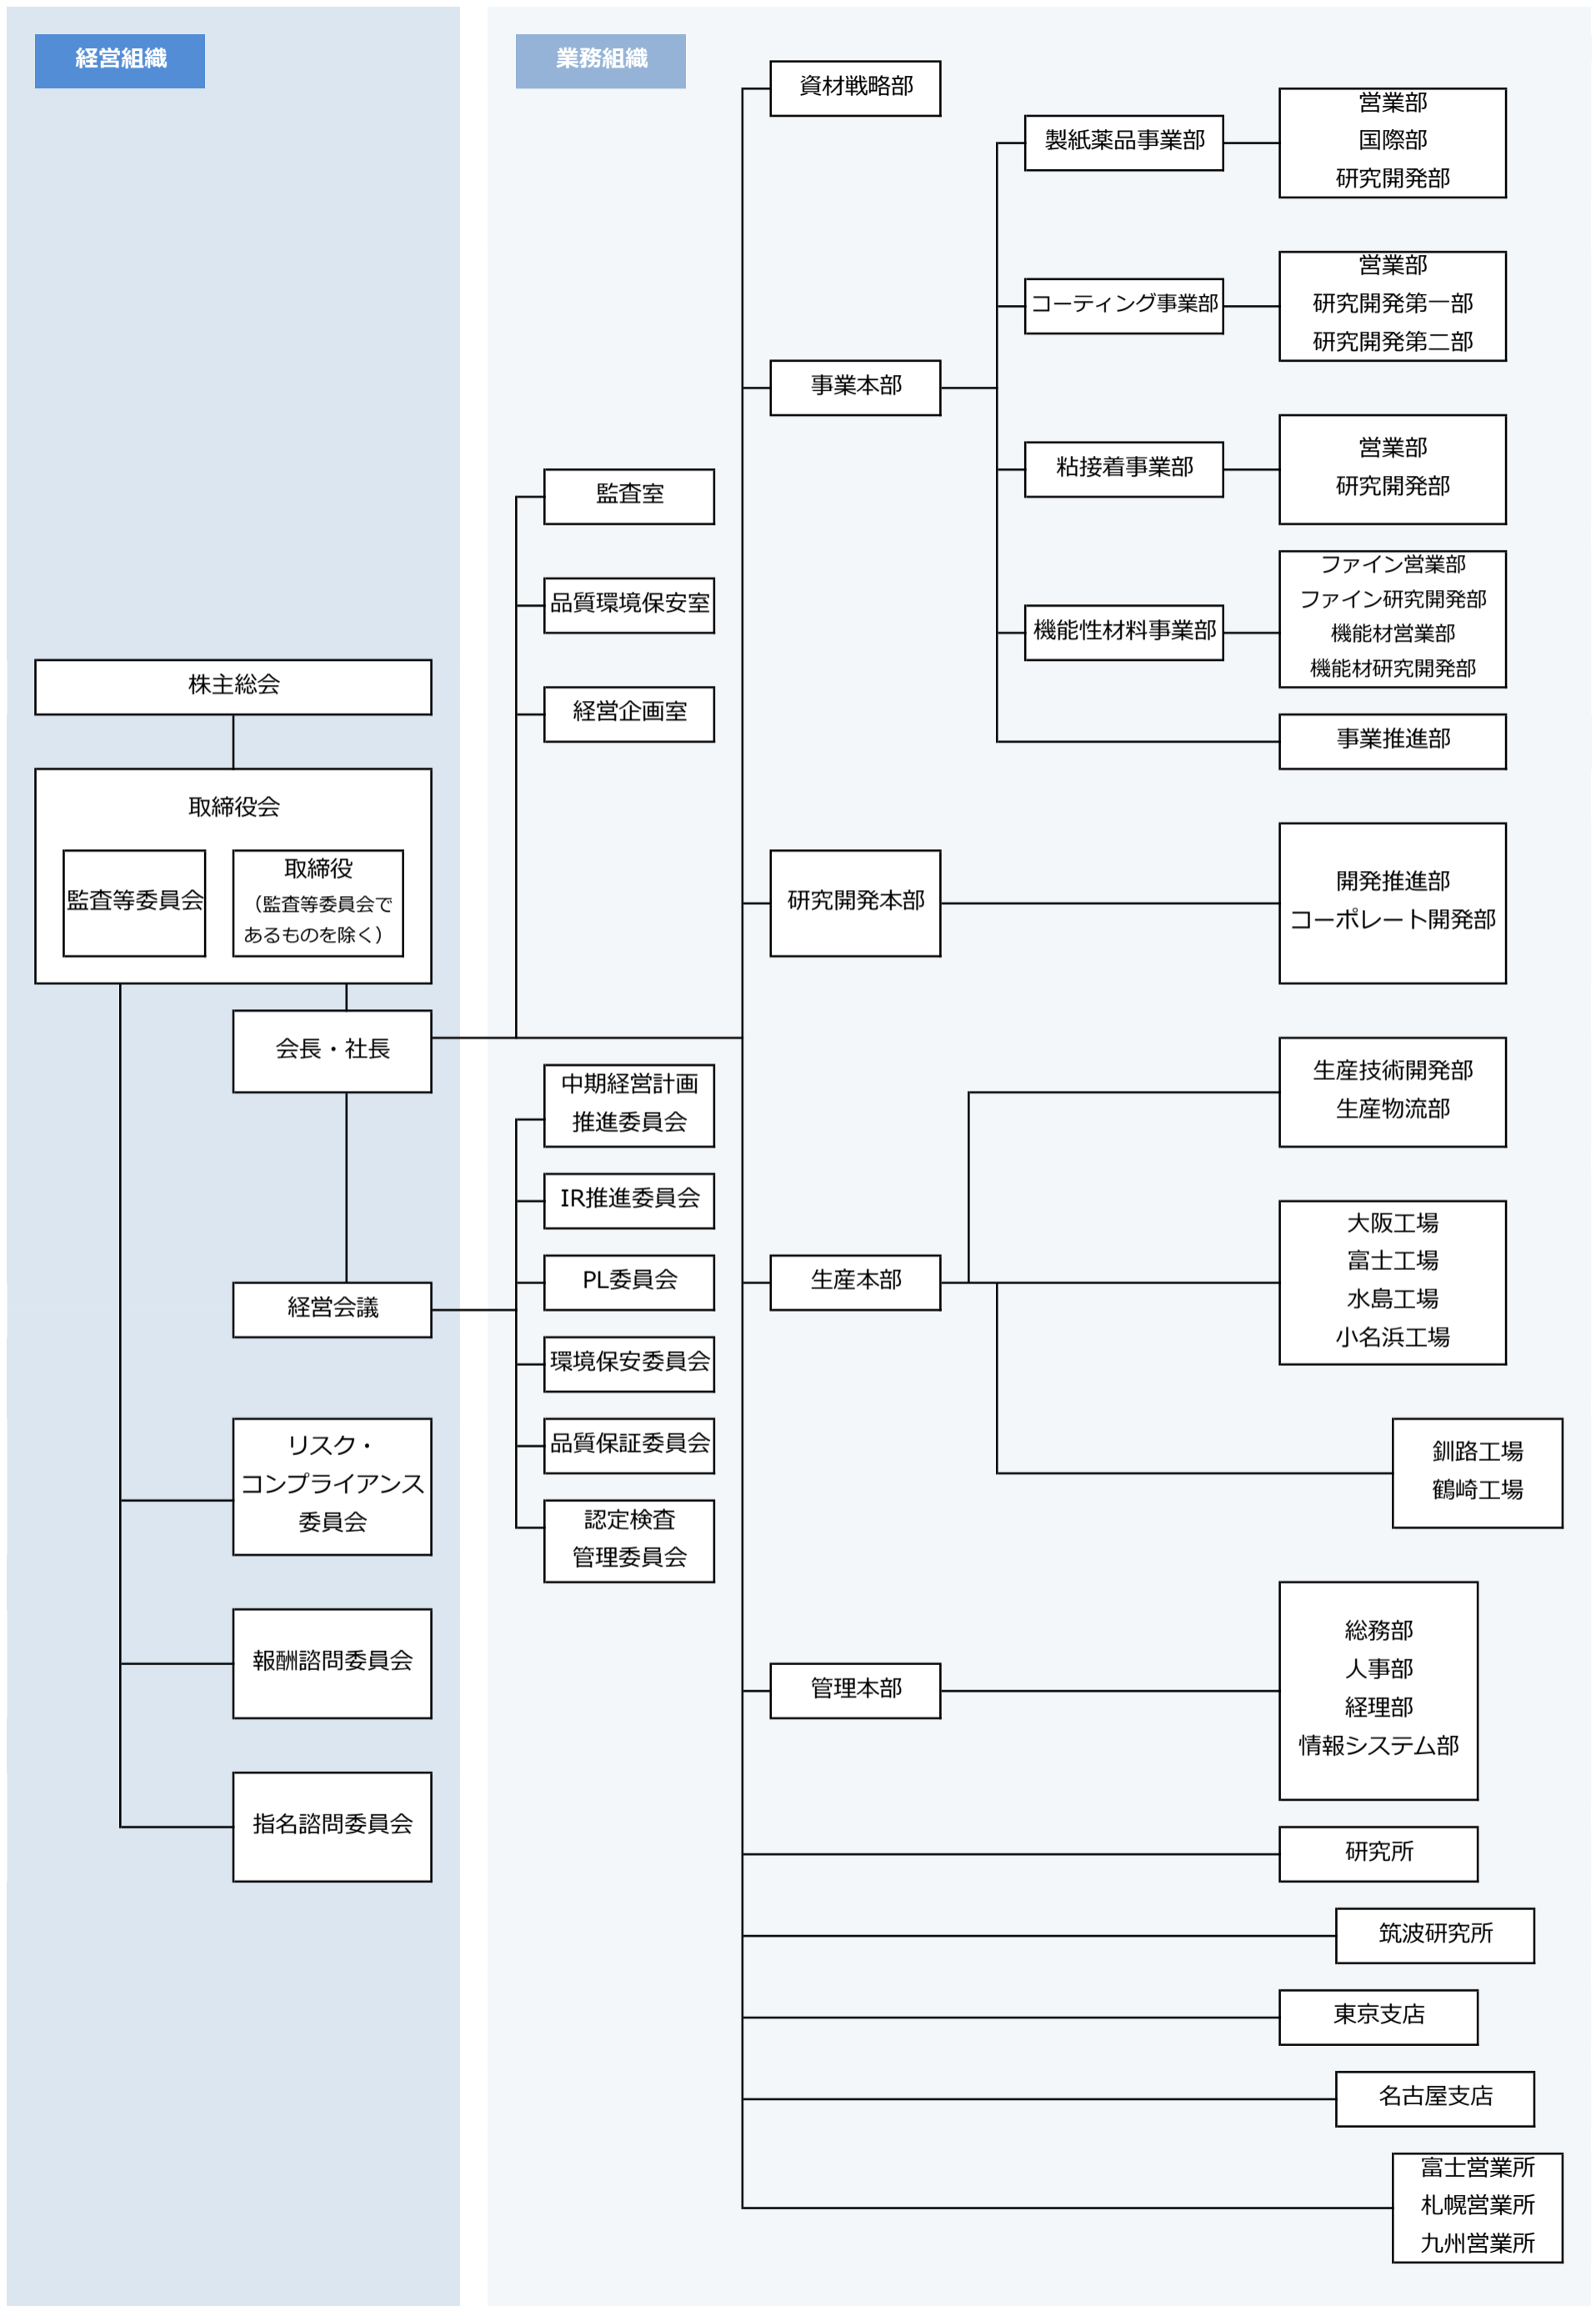 経営組織
株主総会
取締役会
監査等委員会
取締役
（監査等委員会で
あるものを除く）
会長・社長
経営会議
リスク・
コンプライアンス
委員会
報酬諮問委員会
指名諮問委員会
業務組織
監査室
品質環境保安室
経営企画室
中期経営計画
推進委員会
IR推進委員会
PL委員会
環境保安委員会
品質保証委員会
認定検査
管理委員会
資材戦略部
事業本部
製紙薬品事業部
営業部
国際部
研究開発部
コーティング事業部
営業部
研究開発第一部
研究開発第二部
粘接着事業部
営業部
研究開発部
機能性材料事業部
ファイン営業部
ファイン研究開発部
機能材営業部
機能材研究開発部
事業推進部
研究開発本部
開発推進部
コーポレート開発部
生産本部
生産技術開発部
生産物流部
大阪工場
富士工場
水島工場
小名浜工場
釧路工場
鶴崎工場
管理本部
総務部
人事部
経理部
情報システム部
研究所
筑波研究所
東京支店
名古屋支店
富士営業所
札幌営業所
九州営業所